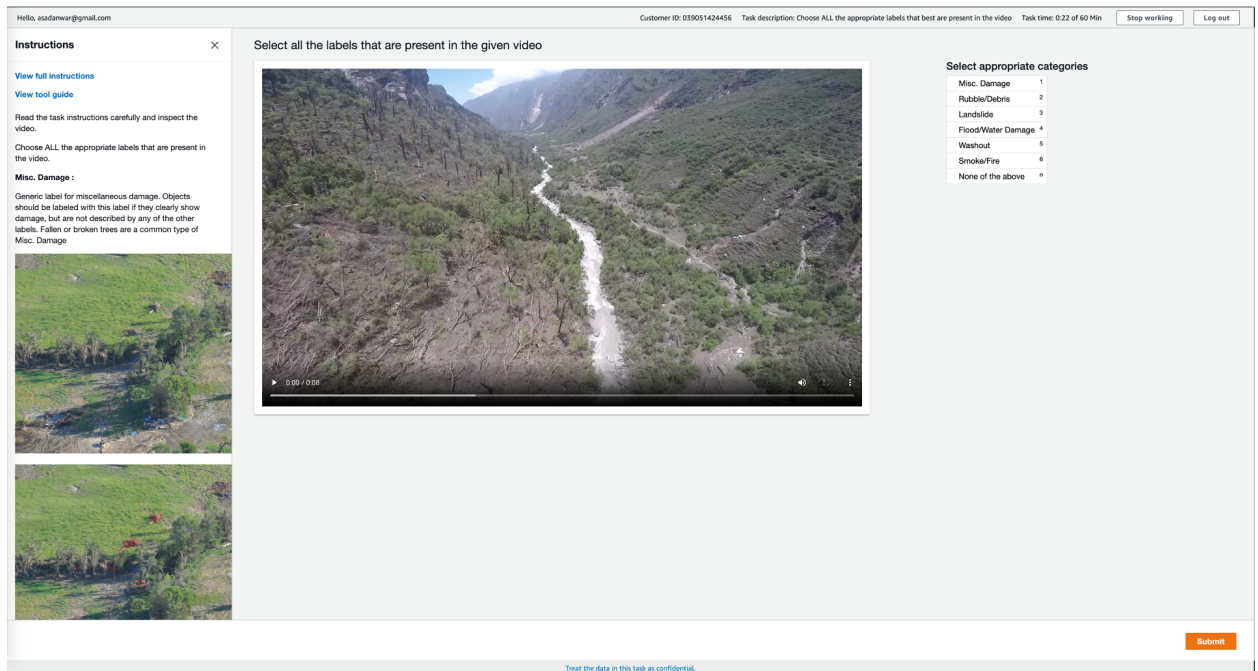 Hello, asadanwar@gmail.com
Customer ID: 039051424456 Task description: Choose ALL the appropriate labels that best are present in the video Task time: 0:22 of 60 Min Stop working Log out
Instructions ×
View full instructions
View tool guide
Read the task instructions carefully and inspect the
video.
Choose ALL the appropriate labels that are present in
the video.
Misc. Damage :
Generic label for miscellaneous damage. Objects
should be labeled with this label if they clearly show
damage, but are not described by any of the other
labels. Fallen or broken trees are a common type of
Misc. Damage
Select all the labels that are present in the given video
0:00 / 0:08
Select appropriate categories
Misc. Damage 1
Rubble/Debris 2
Landslide 3
Flood/Water Damage 4
Washout 5
Smoke/Fire 6
None of the above n
Submit
Treat the data in this task as confidential.